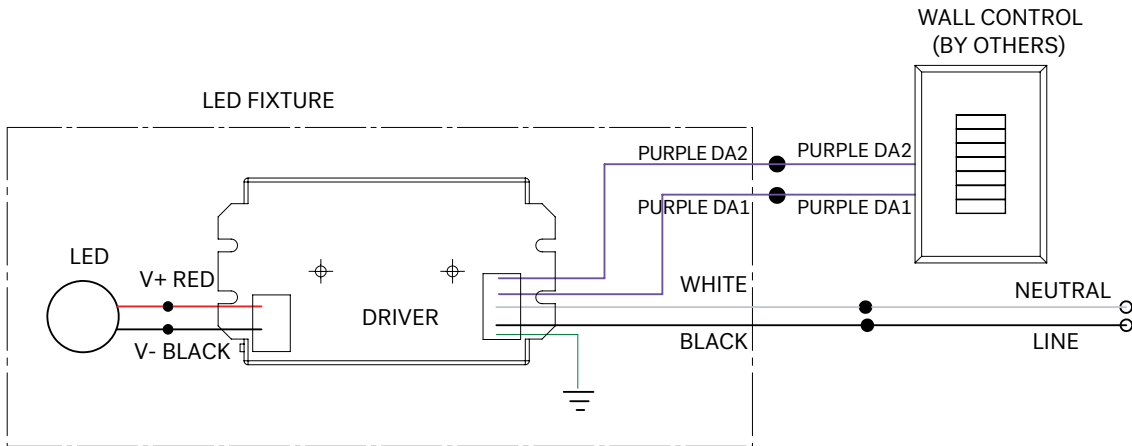 WALL CONTROL
(BY OTHERS)
LED FIXTURE
PURPLE DA2
PURPLE DA2
PURPLE DA1
PURPLE DA1
LED
V+ RED
WHITE
NEUTRAL
DRIVER
V- BLACK
BLACK
LINE